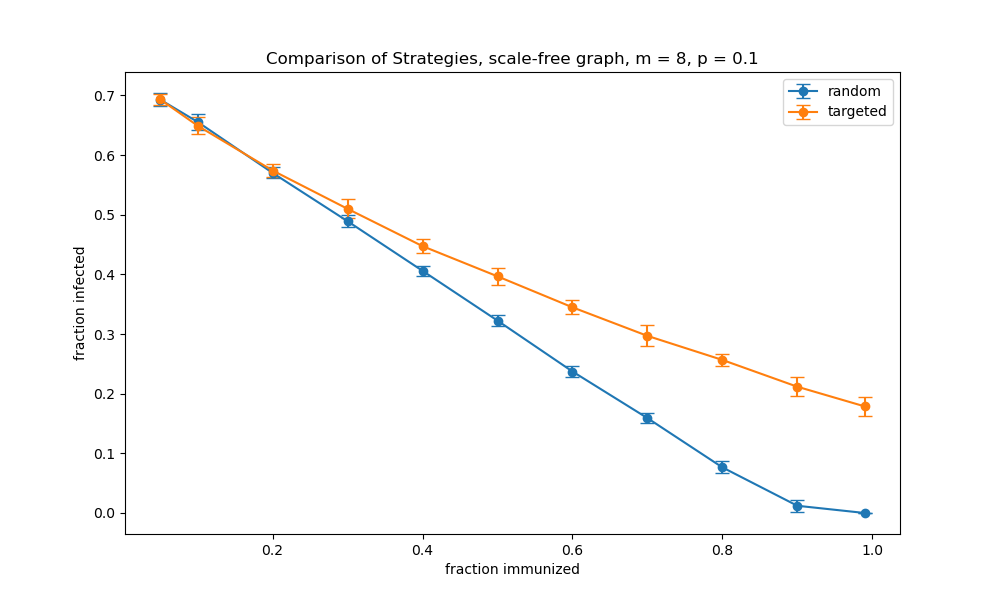 Comparison of Strategies, scale-free graph, m = 8, p = 0.1
random
targeted
fraction infected
0.7
0.6
0.5
0.4
0.3
0.2
0.1
0.0
0.2 0.4 0.6 0.8 1.0
fraction immunized